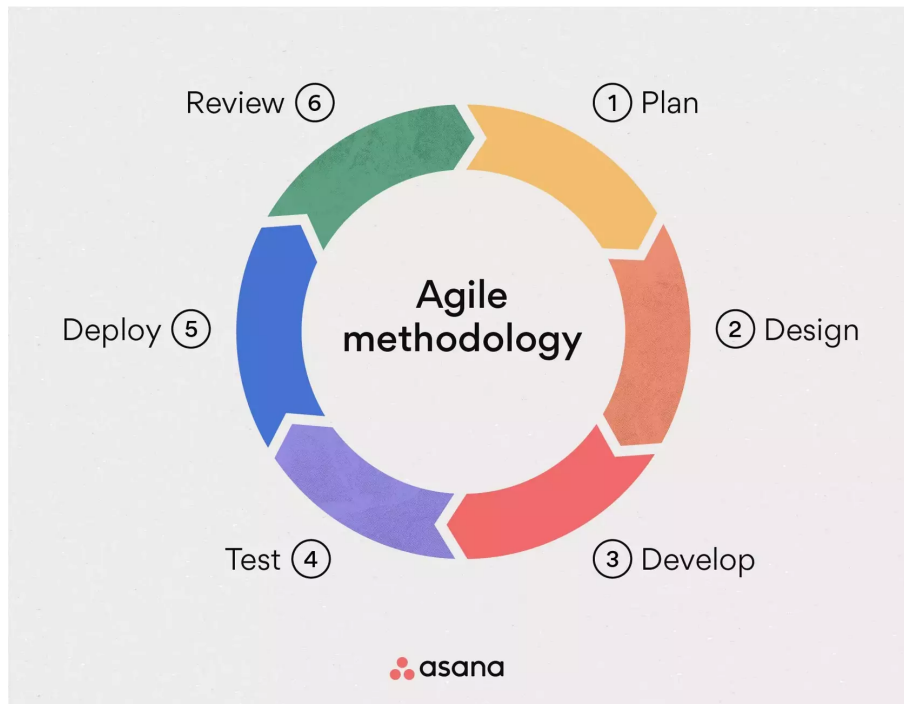 Review 6
1 Plan
Agile
methodology
Deploy 5
2 Design
Test 4
3 Develop
asana